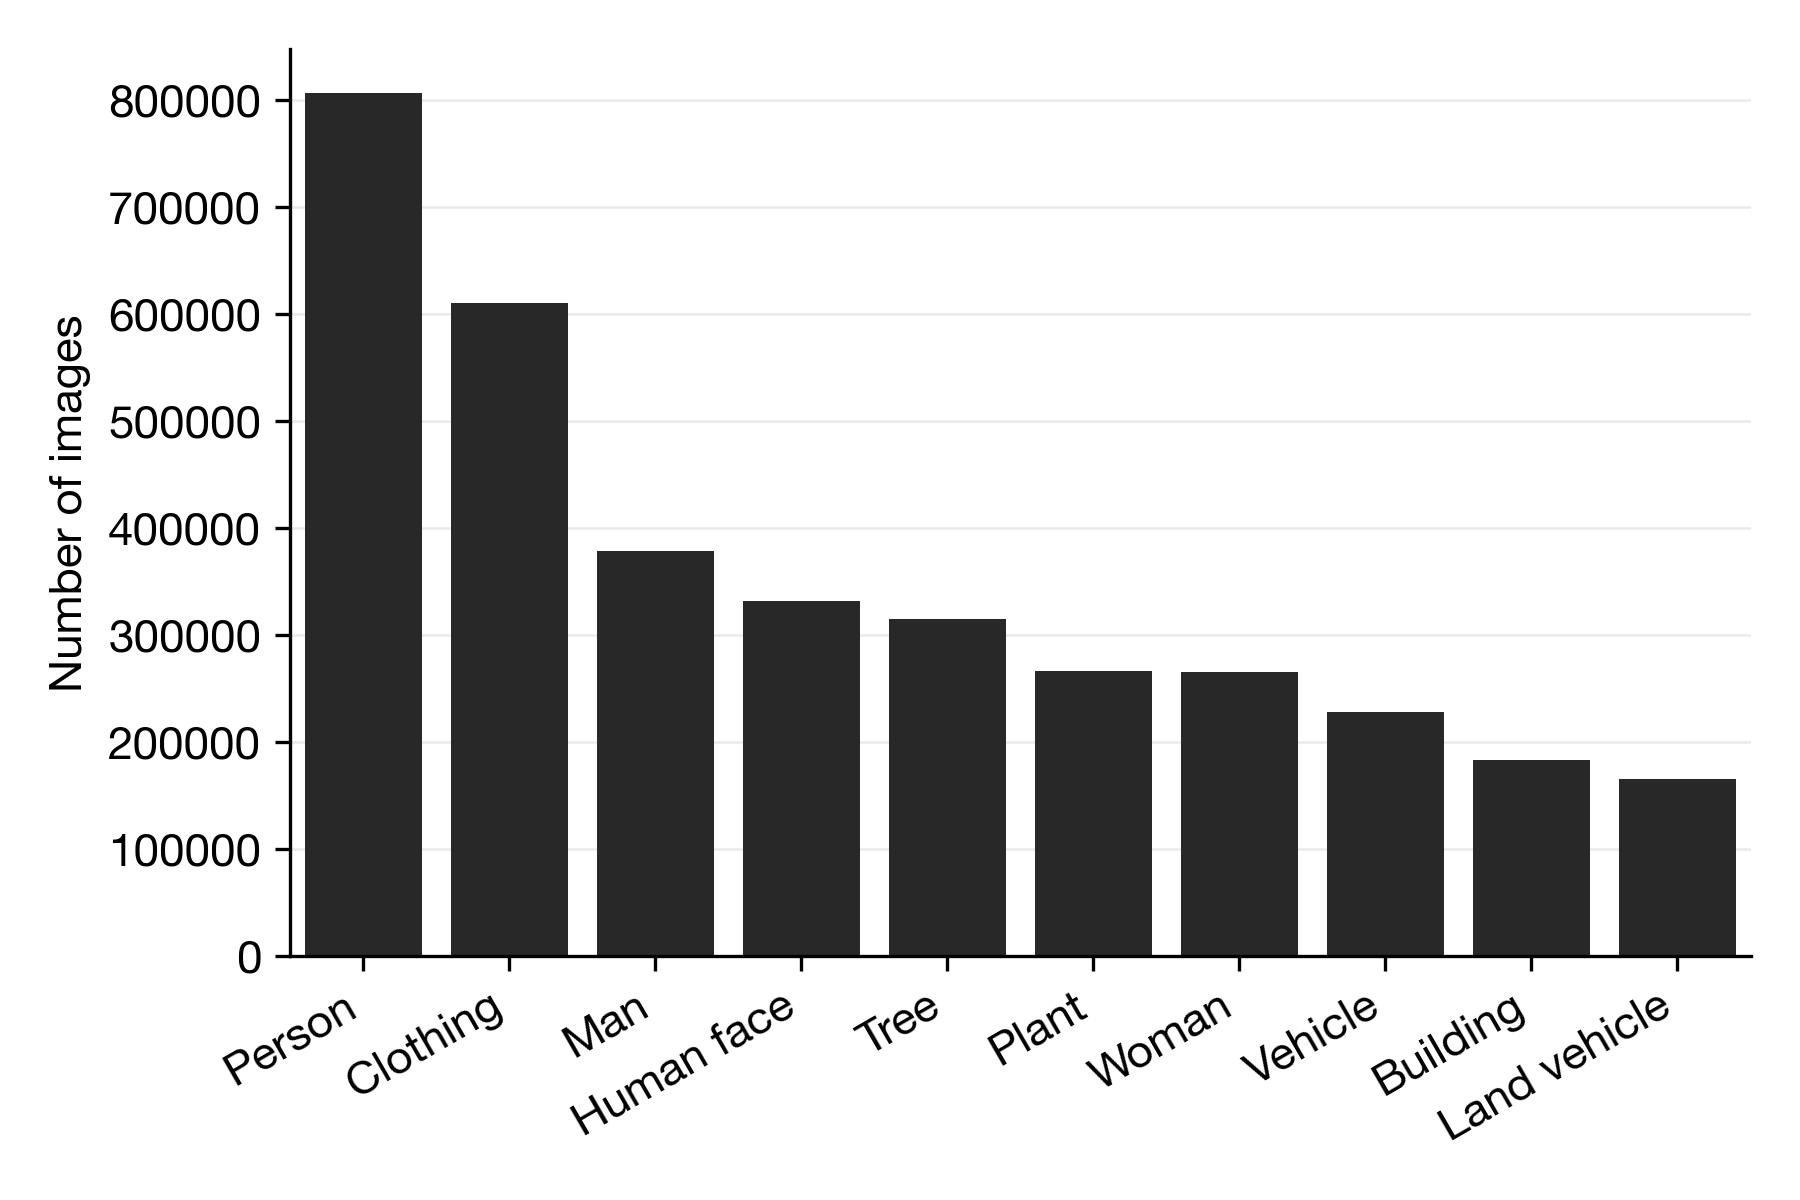 Number of images
800000
700000
600000
500000
400000
300000
200000
100000
0
Person
Clothing
Man
Human face
Tree
Plant
Woman
Vehicle
Building
Land vehicle